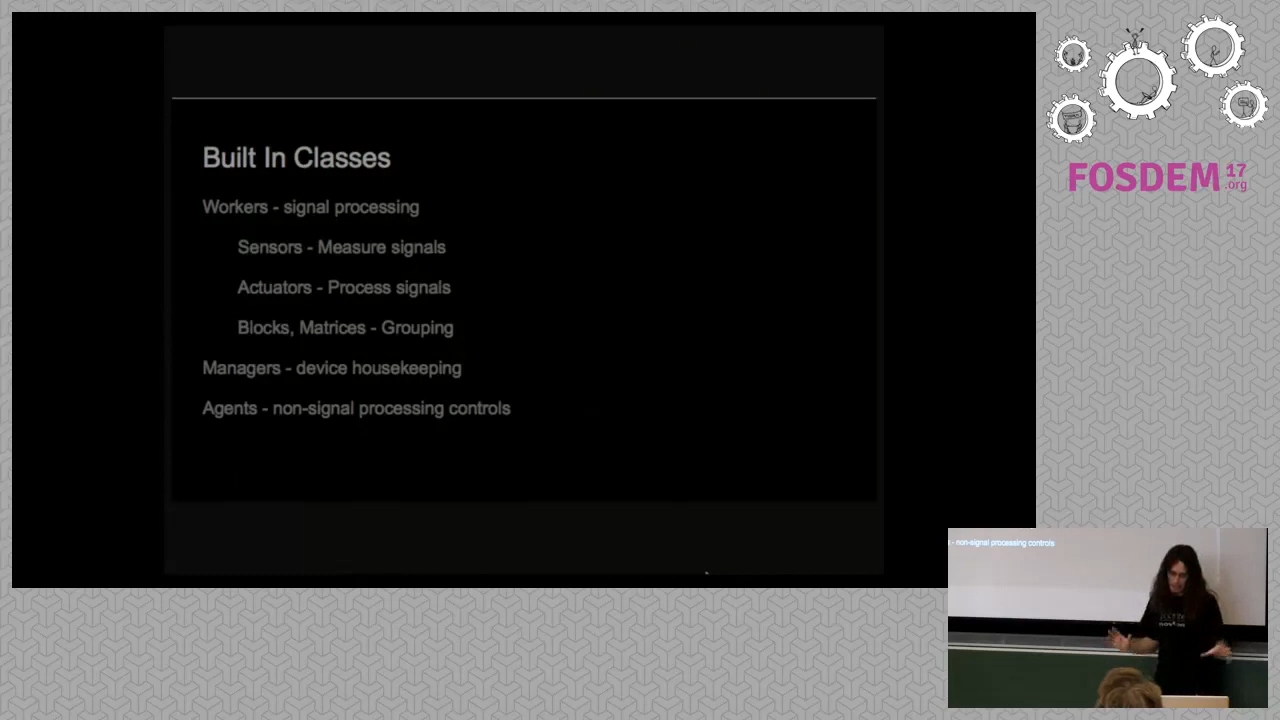 Built In Classes
Workers - signal processing
Sensors - Measure signals
Actuators - Process signals
Blocks, Matrices - Grouping
Managers - device housekeeping
Agents - non-signal processing controls
FOSDEM 17
.org
- non-signal processing controls